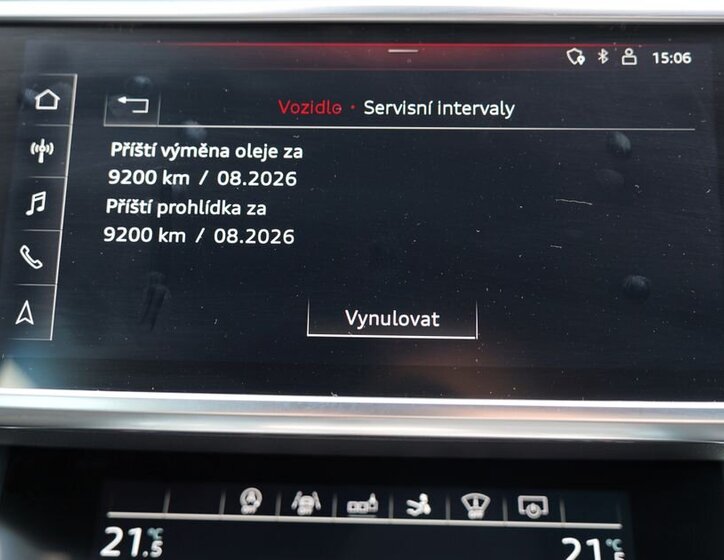 15:06
Vozidlo · Servisní intervaly
Příští výměna oleje za
9200 km / 08.2026
Příští prohlídka za
9200 km / 08.2026
Vynulovat
21.5 °C
21.5 °C